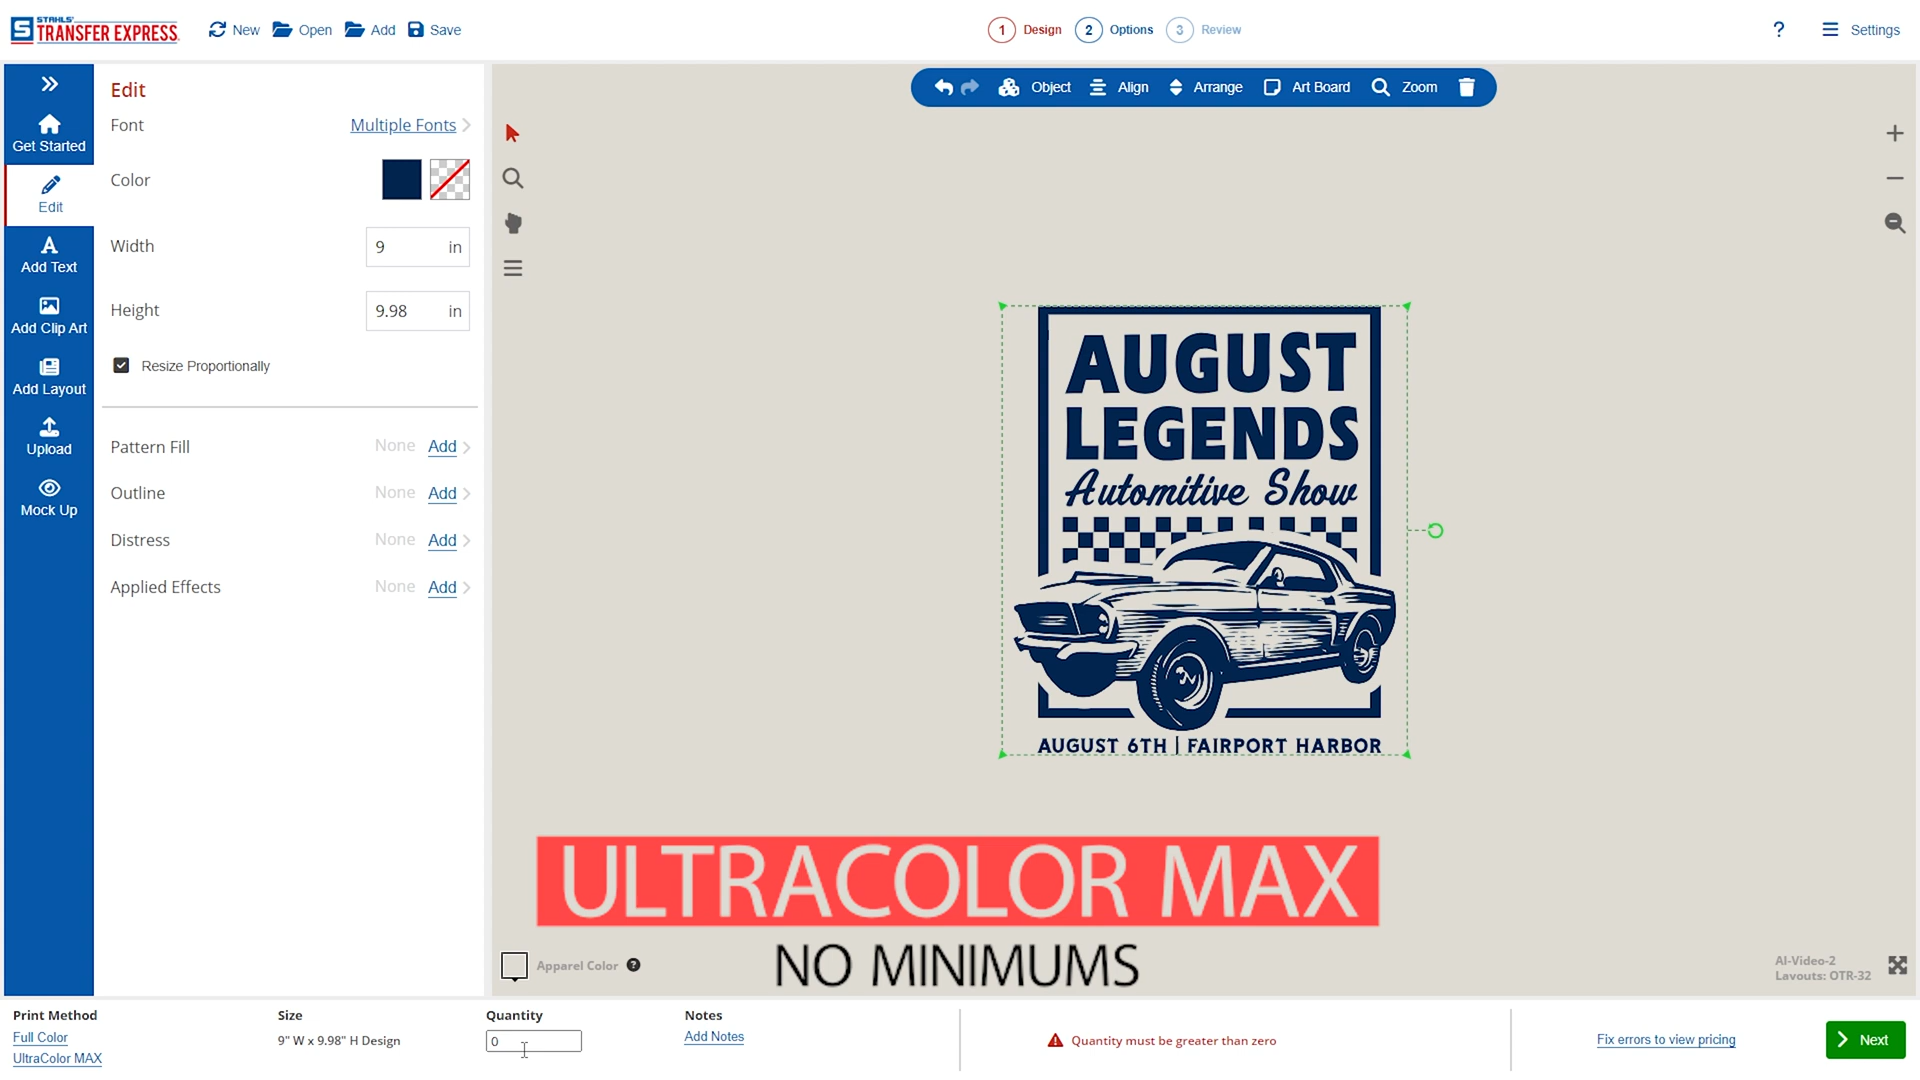 STAHLS'
TRANSFER EXPRESS
New
Open
Add
Save
1 Design
2 Options
3 Review
?
Settings
Get Started
Edit
Add Text
Add Clip Art
Add Layout
Upload
Mock Up
Edit
Font
Multiple Fonts
Color
Width
9 in
Height
9.98 in
Resize Proportionally
Pattern Fill None Add
Outline None Add
Distress None Add
Applied Effects None Add
Object
Align
Arrange
Art Board
Zoom
AUGUST
LEGENDS
Automitive Show
AUGUST 6TH | FAIRPORT HARBOR
ULTRACOLOR MAX
NO MINIMUMS
Apparel Color ?
AI-Video-2
Layouts: OTR-32
Print Method
Full Color
UltraColor MAX
Size
9" W x 9.98" H Design
Quantity
0
Notes
Add Notes
Quantity must be greater than zero
Fix errors to view pricing
Next